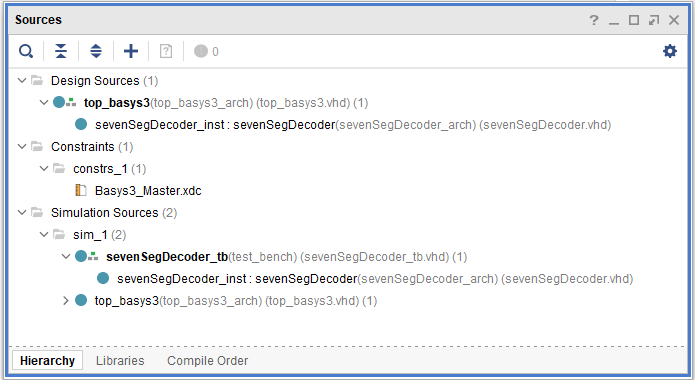 Sources
? _
0
Design Sources (1)
top_basys3(top_basys3_arch) (top_basys3.vhd) (1)
sevenSegDecoder_inst : sevenSegDecoder(sevenSegDecoder_arch) (sevenSegDecoder.vhd)
Constraints (1)
constrs_1 (1)
Basys3_Master.xdc
Simulation Sources (2)
sim_1 (2)
sevenSegDecoder_tb(test_bench) (sevenSegDecoder_tb.vhd) (1)
sevenSegDecoder_inst : sevenSegDecoder(sevenSegDecoder_arch) (sevenSegDecoder.vhd)
top_basys3(top_basys3_arch) (top_basys3.vhd) (1)
Hierarchy Libraries Compile Order